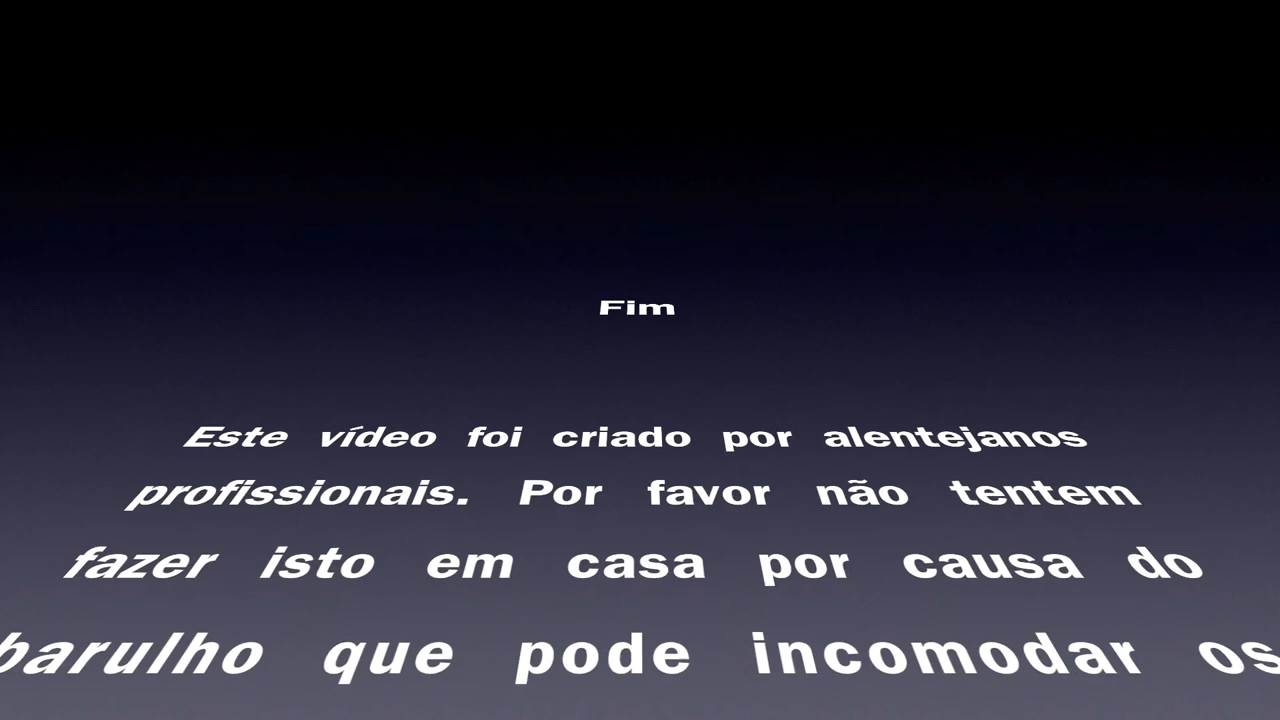 Fim
Este vídeo foi criado por alentejanos
profissionais. Por favor não tentem
fazer isto em casa por causa do
barulho que pode incomodar os